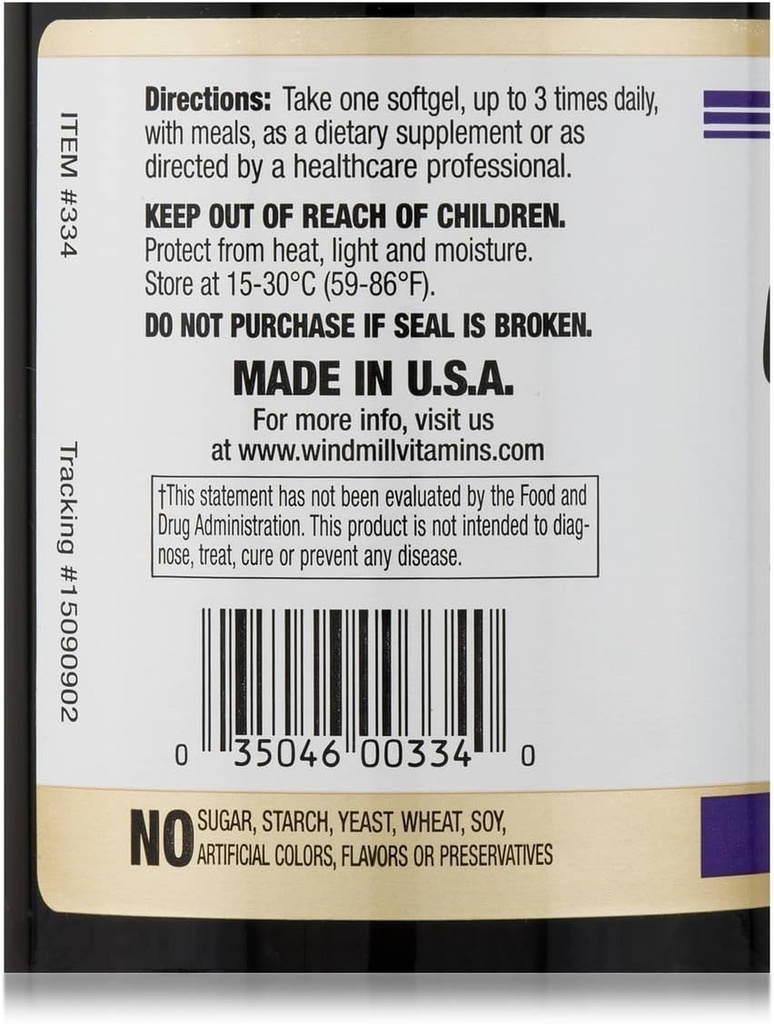 Directions: Take one softgel, up to 3 times daily,
with meals, as a dietary supplement or as
directed by a healthcare professional.
KEEP OUT OF REACH OF CHILDREN.
Protect from heat, light and moisture.
Store at 15-30°C (59-86°F).
DO NOT PURCHASE IF SEAL IS BROKEN.
MADE IN U.S.A.
For more info, visit us
at www.windmillvitamins.com
†This statement has not been evaluated by the Food and
Drug Administration. This product is not intended to diag-
nose, treat, cure or prevent any disease.
0 35046 00334 0
NO SUGAR, STARCH, YEAST, WHEAT, SOY,
ARTIFICIAL COLORS, FLAVORS OR PRESERVATIVES
ITEM #334
Tracking #15090902